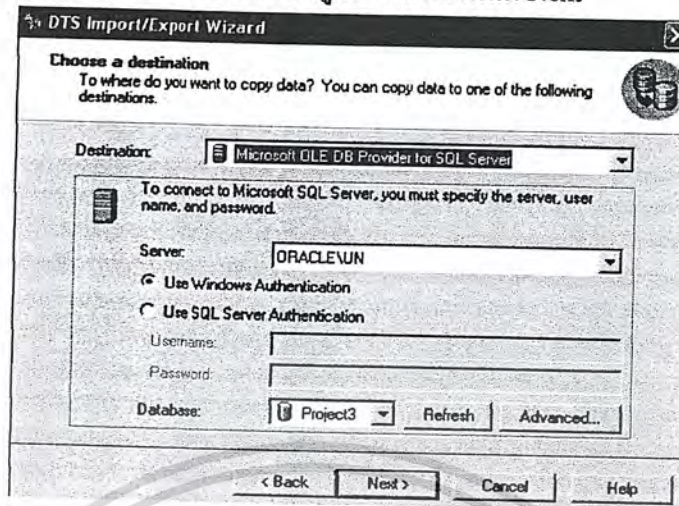 DTS Import/Export Wizard
Choose a destination
To where do you want to copy data? You can copy data to one of the following
destinations.
Destination: Microsoft OLE DB Provider for SQL Server
To connect to Microsoft SQL Server, you must specify the server, user
name, and password.
Server: ORACLE\UN
Use Windows Authentication
Use SQL Server Authentication
Username:
Password:
Database: Project3 Refresh Advanced...
< Back Next > Cancel Help